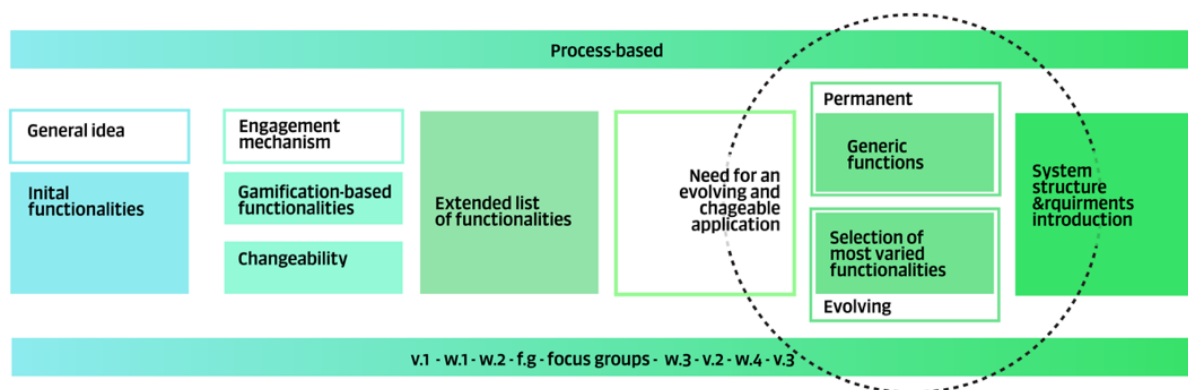 Process-based
General idea
Inital
functionalities
Engagement
mechanism
Gamification-based
functionalities
Changeability
Extended list
of functionalities
Need for an
evolving and
chageable
application
Permanent
Generic
functions
Selection of
most varied
functionalities
Evolving
System
structure
&rquirments
introduction
v.1 - w.1 - w.2 - f.g - focus groups - w.3 - v.2 - w.4 - v.3